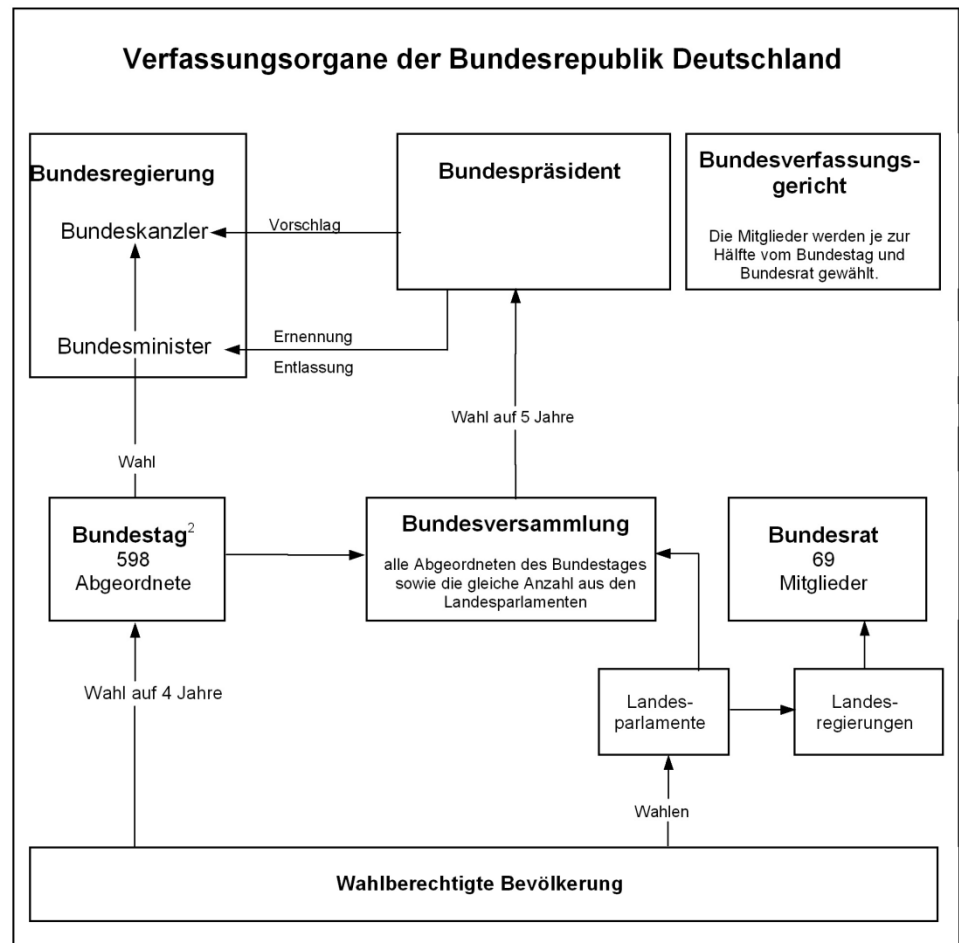 Verfassungsorgane der Bundesrepublik Deutschland
Bundesregierung
Bundeskanzler
Bundesminister
Vorschlag
Ernennung
Entlassung
Bundespräsident
Bundesverfassungs-
gericht
Die Mitglieder werden je zur
Hälfte vom Bundestag und
Bundesrat gewählt.
Wahl
Wahl auf 5 Jahre
Bundestag²
598
Abgeordnete
Bundesversammlung
alle Abgeordneten des Bundestages
sowie die gleiche Anzahl aus den
Landesparlamenten
Bundesrat
69
Mitglieder
Wahl auf 4 Jahre
Landes-
parlamente
Landes-
regierungen
Wahlen
Wahlberechtigte Bevölkerung